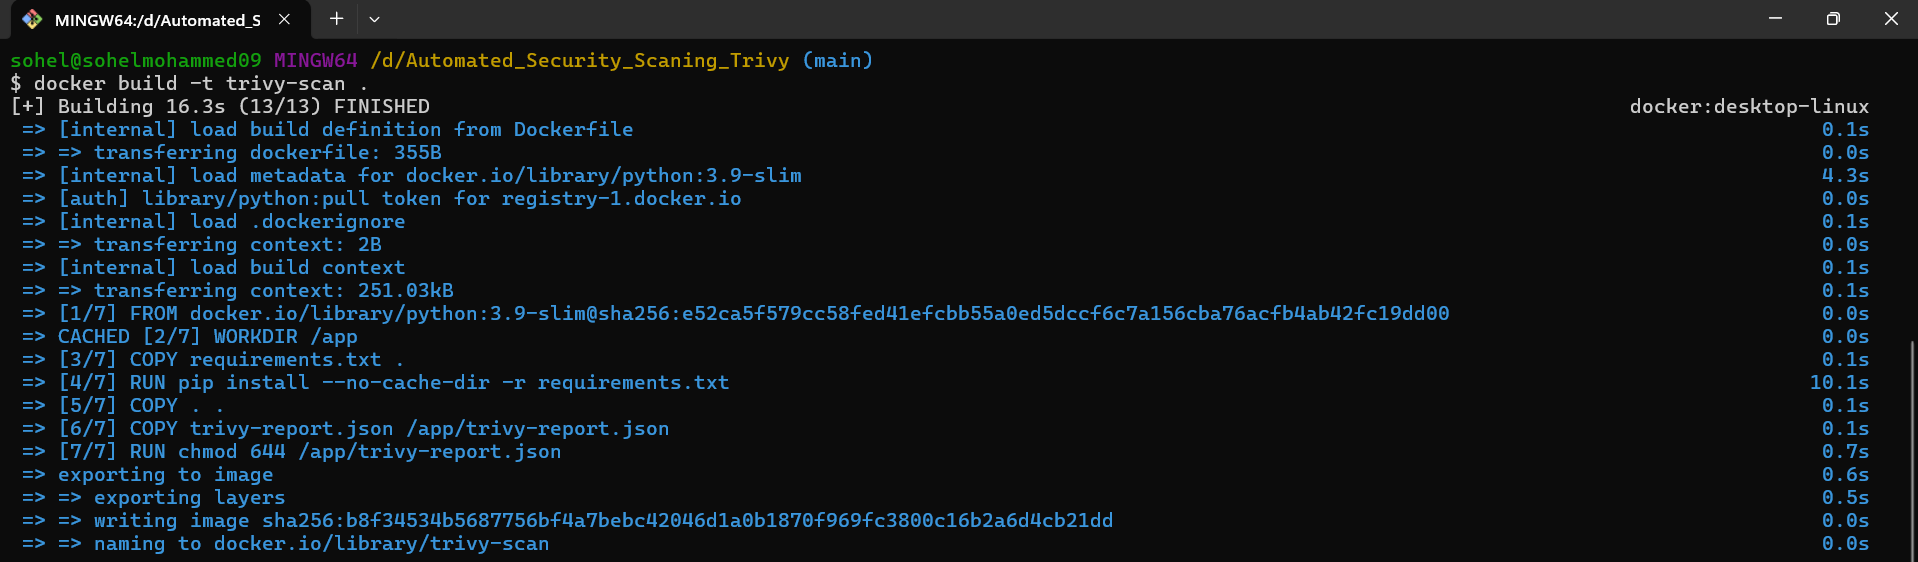 MINGW64:/d/Automated_S
sohel@sohelmohammed09 MINGW64 /d/Automated_Security_Scaning_Trivy (main)
$ docker build -t trivy-scan .
[+] Building 16.3s (13/13) FINISHED docker:desktop-linux
=> [internal] load build definition from Dockerfile 0.1s
=> => transferring dockerfile: 355B 0.0s
=> [internal] load metadata for docker.io/library/python:3.9-slim 4.3s
=> [auth] library/python:pull token for registry-1.docker.io 0.0s
=> [internal] load .dockerignore 0.1s
=> => transferring context: 2B 0.0s
=> [internal] load build context 0.1s
=> => transferring context: 251.03kB 0.1s
=> [1/7] FROM docker.io/library/python:3.9-slim@sha256:e52ca5f579cc58fed41efcbb55a0ed5dccf6c7a156cba76acfb4ab42fc19dd00 0.0s
=> CACHED [2/7] WORKDIR /app 0.0s
=> [3/7] COPY requirements.txt . 0.1s
=> [4/7] RUN pip install --no-cache-dir -r requirements.txt 10.1s
=> [5/7] COPY . . 0.1s
=> [6/7] COPY trivy-report.json /app/trivy-report.json 0.1s
=> [7/7] RUN chmod 644 /app/trivy-report.json 0.7s
=> exporting to image 0.6s
=> => exporting layers 0.5s
=> => writing image sha256:b8f34534b5687756bf4a7bebc42046d1a0b1870f969fc3800c16b2a6d4cb21dd 0.0s
=> => naming to docker.io/library/trivy-scan 0.0s